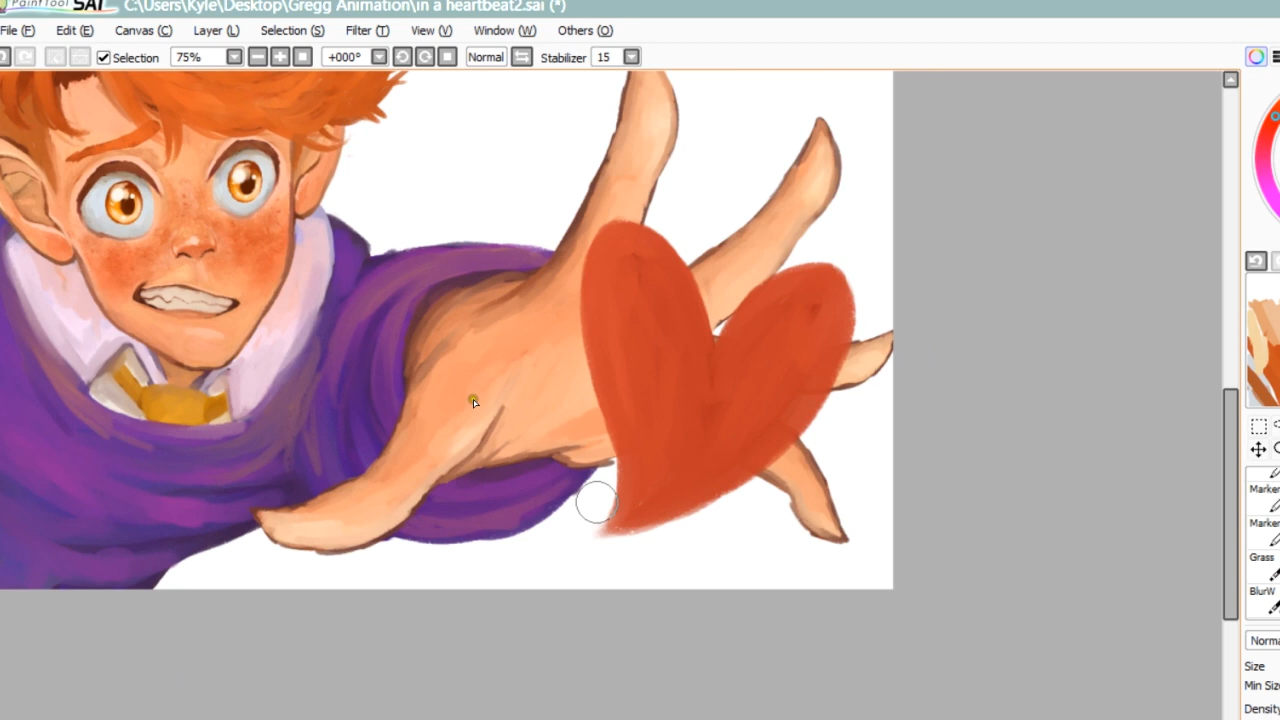 PaintTool SAI C:\Users\Kyle\Desktop\Gregg Animation\in a heartbeat2.sai (*)
File (F) Edit (E) Canvas (C) Layer (L) Selection (S) Filter (T) View (V) Window (W) Others (O)
Selection 75% +000° Normal Stabilizer 15
Marker
Marker
Grass
BlurW
Norma
Size
Min Siz
Density